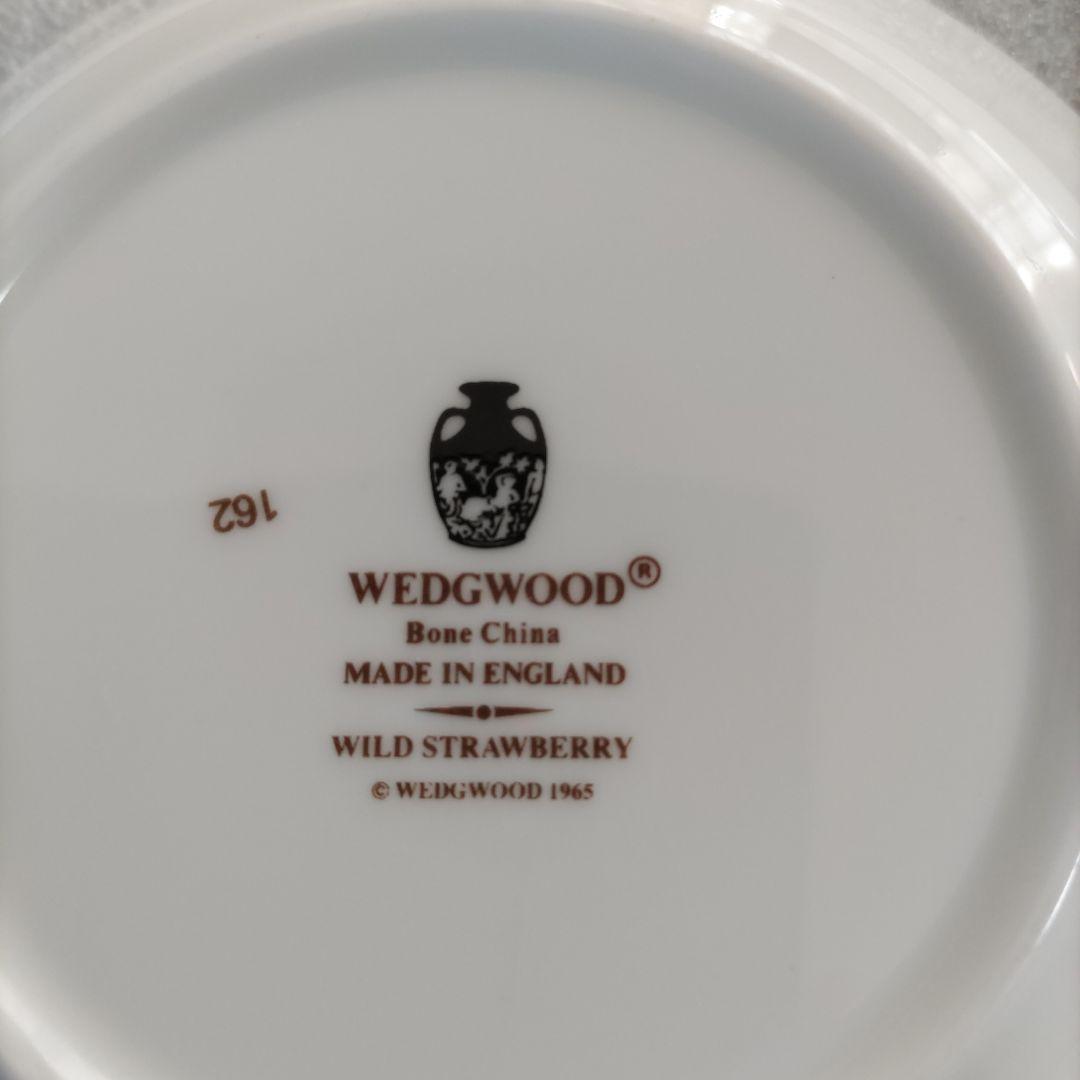 162
WEDGWOOD®
Bone China
MADE IN ENGLAND
WILD STRAWBERRY
© WEDGWOOD 1965